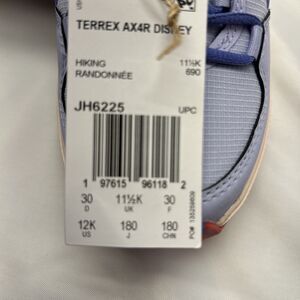 TERREX AX4R DISNEY
HIKING 11½K
RANDONNÉE 690
JH6225 UPC
1 97615 96118 2
30 11½K 30
D UK F
12K 180 180
US J CHN